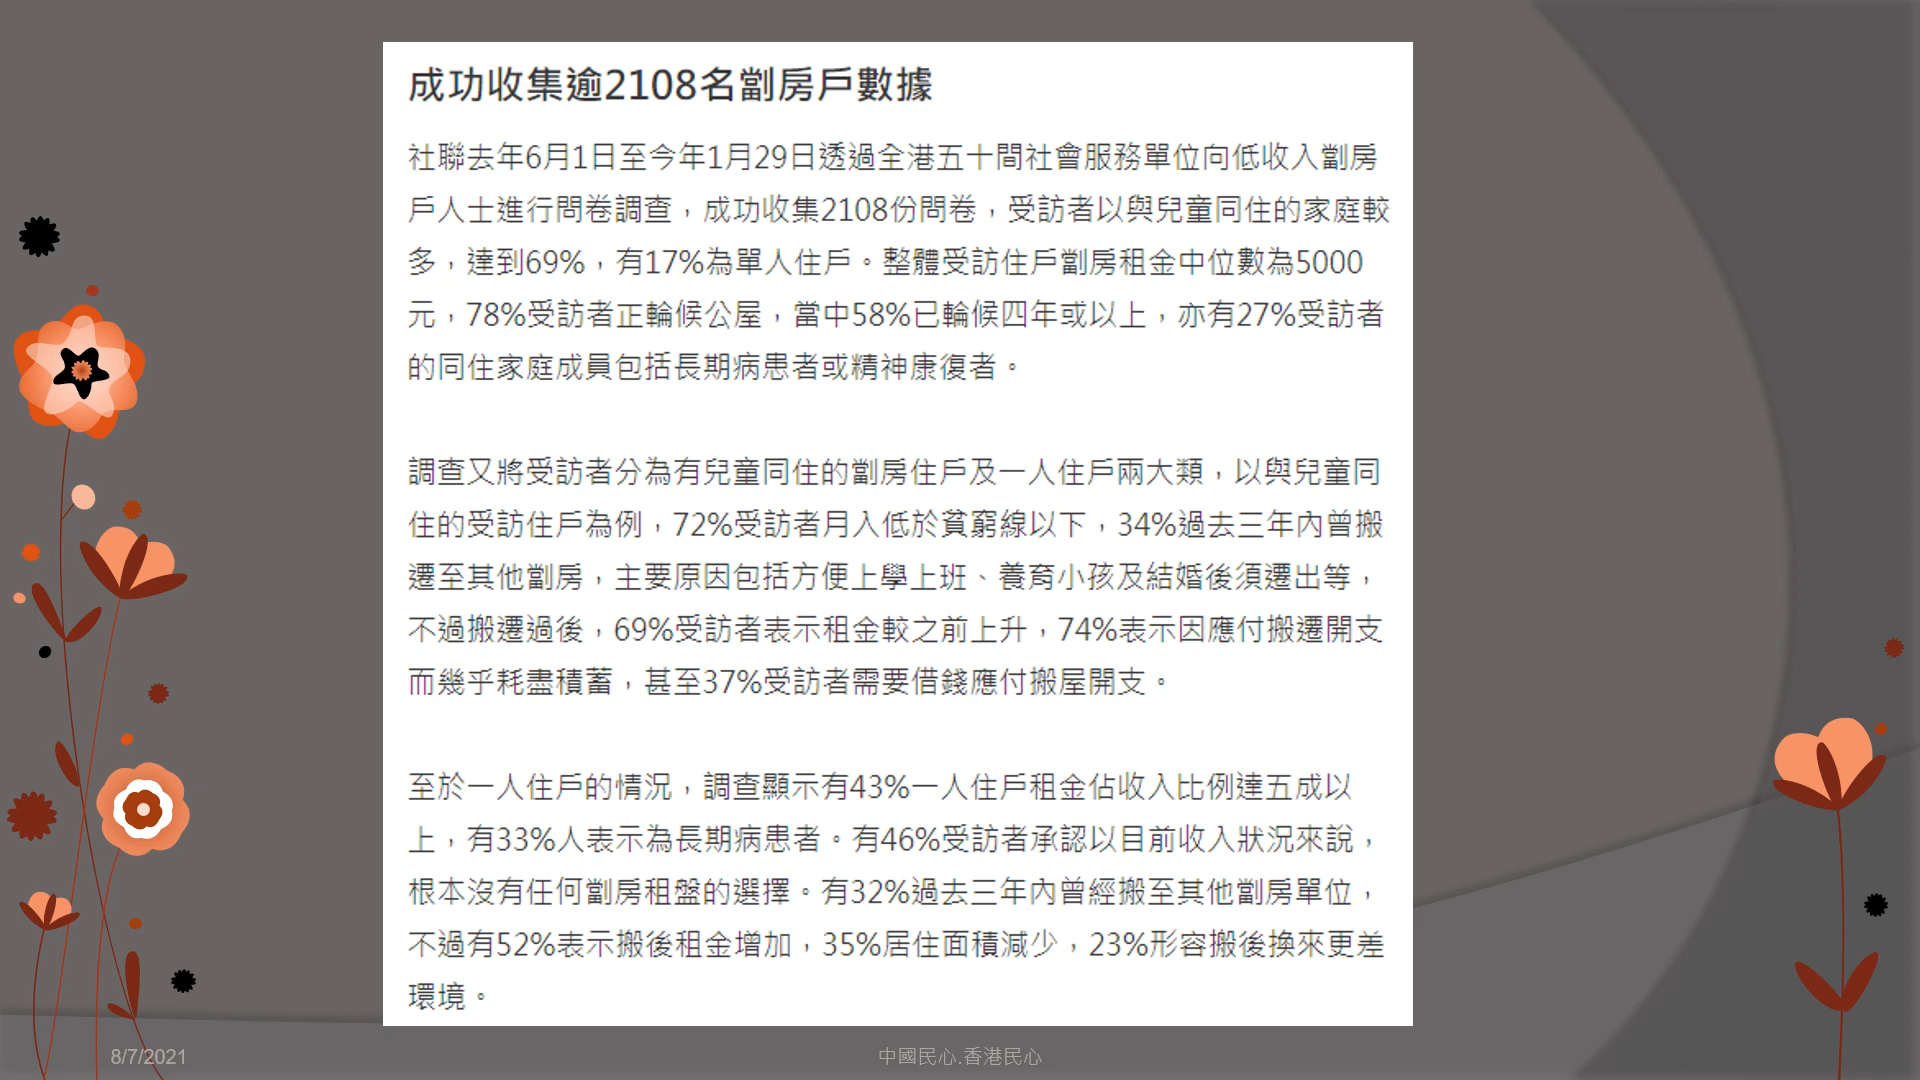 成功收集逾2108名劏房戶數據
社聯去年6月1日至今年1月29日透過全港五十間社會服務單位向低收入劏房
戶人士進行問卷調查，成功收集2108份問卷，受訪者以與兒童同住的家庭較
多，達到69%，有17%為單人住戶。整體受訪住戶劏房租金中位數為5000
元，78%受訪者正輪候公屋，當中58%已輪候四年或以上，亦有27%受訪者
的同住家庭成員包括長期病患者或精神康復者。
調查又將受訪者分為有兒童同住的劏房住戶及一人住戶兩大類，以與兒童同
住的受訪住戶為例，72%受訪者月入低於貧窮線以下，34%過去三年內曾搬
遷至其他劏房，主要原因包括方便上學上班、養育小孩及結婚後須遷出等，
不過搬遷過後，69%受訪者表示租金較之前上升，74%表示因應付搬遷開支
而幾乎耗盡積蓄，甚至37%受訪者需要借錢應付搬屋開支。
至於一人住戶的情況，調查顯示有43%一人住戶租金佔收入比例達五成以
上，有33%人表示為長期病患者。有46%受訪者承認以目前收入狀況來說，
根本沒有任何劏房租盤的選擇。有32%過去三年內曾經搬至其他劏房單位，
不過有52%表示搬後租金增加，35%居住面積減少，23%形容搬後換來更差
環境。
8/7/2021
中國民心.香港民心